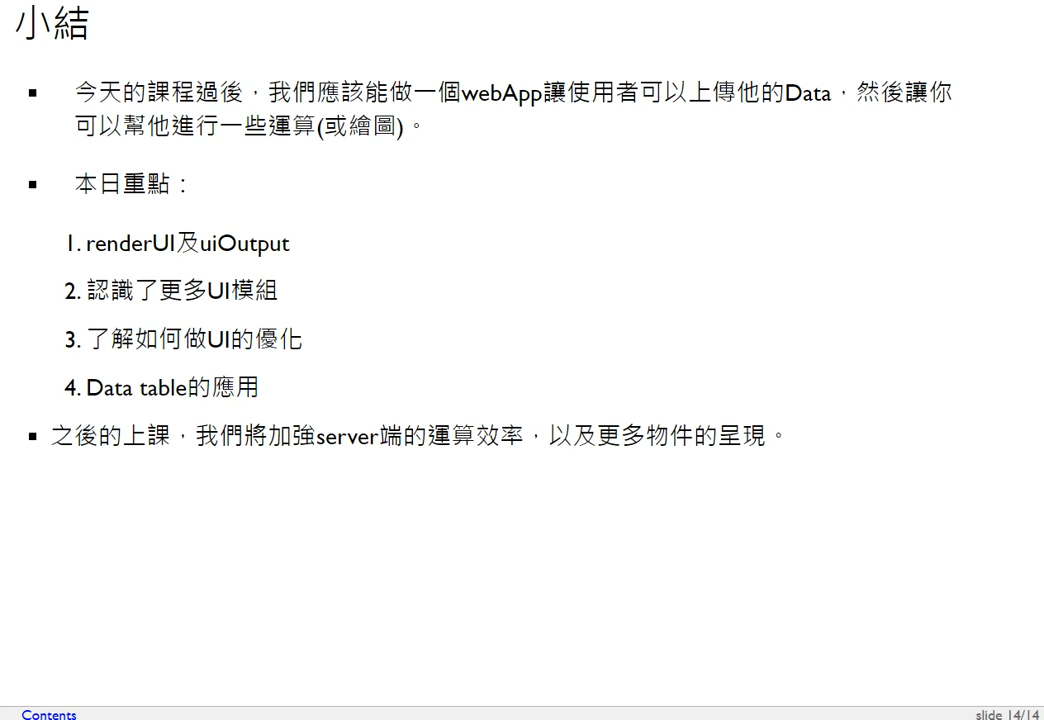 小結
▪ 今天的課程過後，我們應該能做一個webApp讓使用者可以上傳他的Data，然後讓你
可以幫他進行一些運算(或繪圖)。
▪ 本日重點：
1. renderUI及uiOutput
2. 認識了更多UI模組
3. 了解如何做UI的優化
4. Data table的應用
▪ 之後的上課，我們將加強server端的運算效率，以及更多物件的呈現。
Contents
slide 14/14